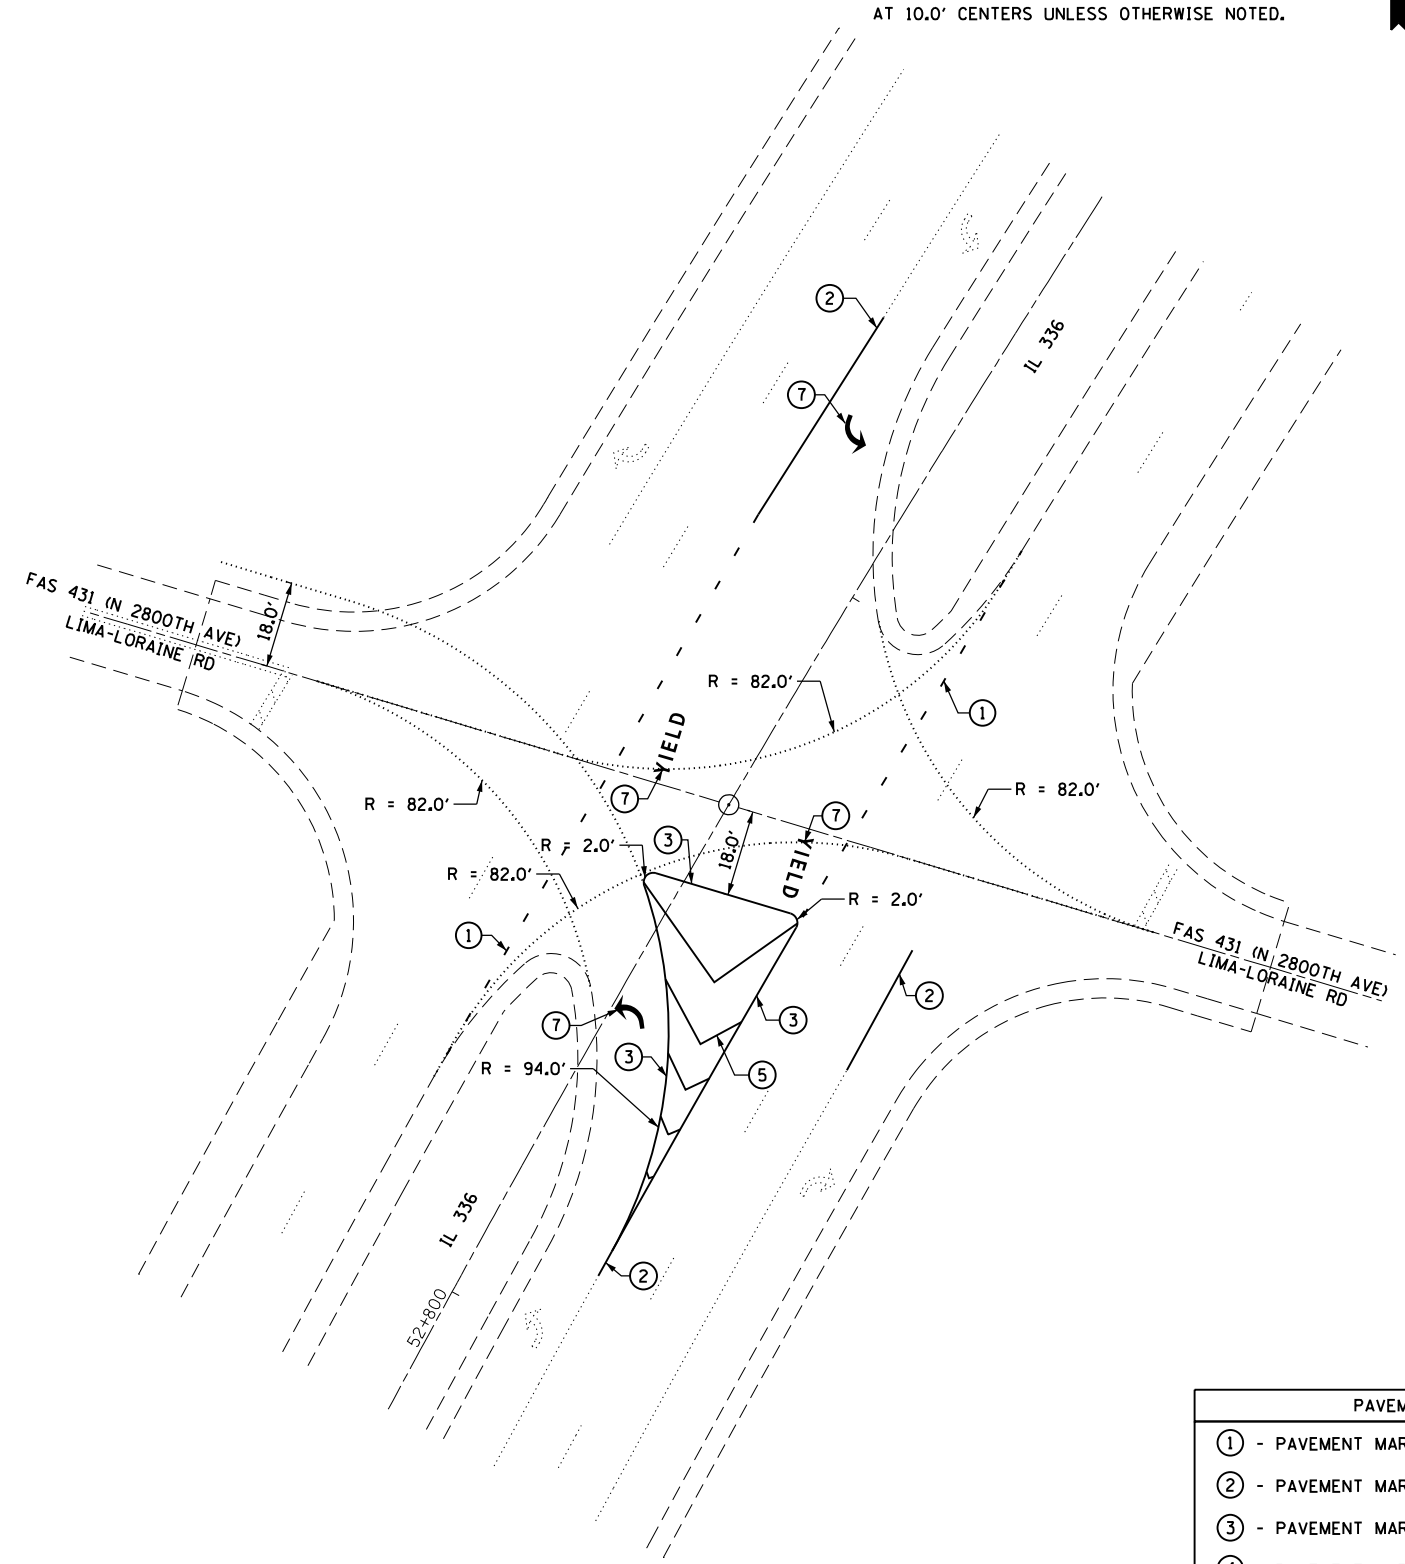 AT 10.0' CENTERS UNLESS OTHERWISE NOTED.
2
7
IL 336
FAS 431 (N 2800TH AVE)
LIMA-LORAINE RD
18.0'
R = 82.0'
1
YIELD
7
R = 82.0'
R = 82.0'
7
3
R = 2.0'
18.0'
YIELD
R = 82.0'
R = 2.0'
1
FAS 431 (N 2800TH AVE)
LIMA-LORAINE RD
2
7
3
3
R = 94.0'
5
IL 336
2
52+800
PAVEM
1 - PAVEMENT MAR
2 - PAVEMENT MAR
3 - PAVEMENT MAR